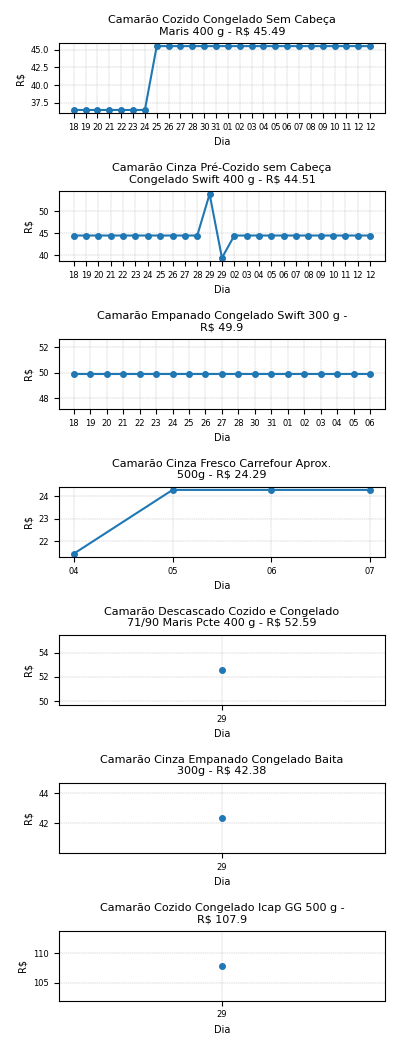 Camarão Cozido Congelado Sem Cabeça
Maris 400 g - R$ 45.49
45.0
42.5
40.0
37.5
R$
18 19 20 21 22 23 24 25 26 27 28 30 31 01 02 03 04 05 06 07 08 09 10 11 12 12
Dia
Camarão Cinza Pré-Cozido sem Cabeça
Congelado Swift 400 g - R$ 44.51
50
45
40
R$
18 19 20 21 22 23 24 25 26 27 28 29 29 02 03 04 05 06 07 08 09 10 11 12 12
Dia
Camarão Empanado Congelado Swift 300 g -
R$ 49.9
52
50
48
R$
18 19 20 21 22 23 24 26 27 28 30 31 01 02 03 04 05 06
Dia
Camarão Cinza Fresco Carrefour Aprox.
500g - R$ 24.29
24
23
22
R$
04 05 06 07
Dia
Camarão Descascado Cozido e Congelado
71/90 Maris Pcte 400 g - R$ 52.59
54
52
50
R$
29
Dia
Camarão Cinza Empanado Congelado Baita
300g - R$ 42.38
44
42
R$
29
Dia
Camarão Cozido Congelado Icap GG 500 g -
R$ 107.9
110
105
R$
29
Dia